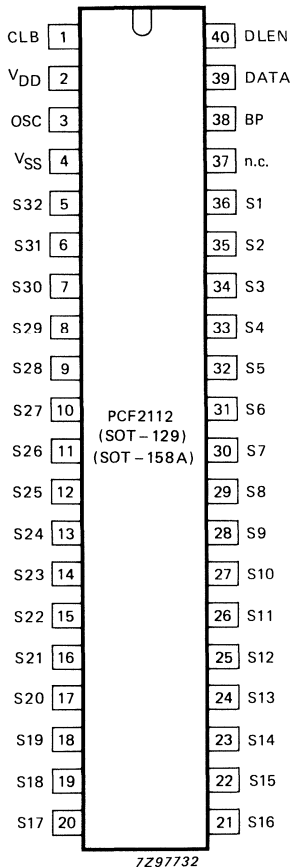 CLB 1 40 DLEN
VDD 2 39 DATA
OSC 3 38 BP
VSS 4 37 n.c.
S32 5 36 S1
S31 6 35 S2
S30 7 34 S3
S29 8 33 S4
S28 9 32 S5
S27 10 31 S6
PCF2112
(SOT-129)
(SOT-158A)
S26 11 30 S7
S25 12 29 S8
S24 13 28 S9
S23 14 27 S10
S22 15 26 S11
S21 16 25 S12
S20 17 24 S13
S19 18 23 S14
S18 19 22 S15
S17 20 21 S16
7Z97732